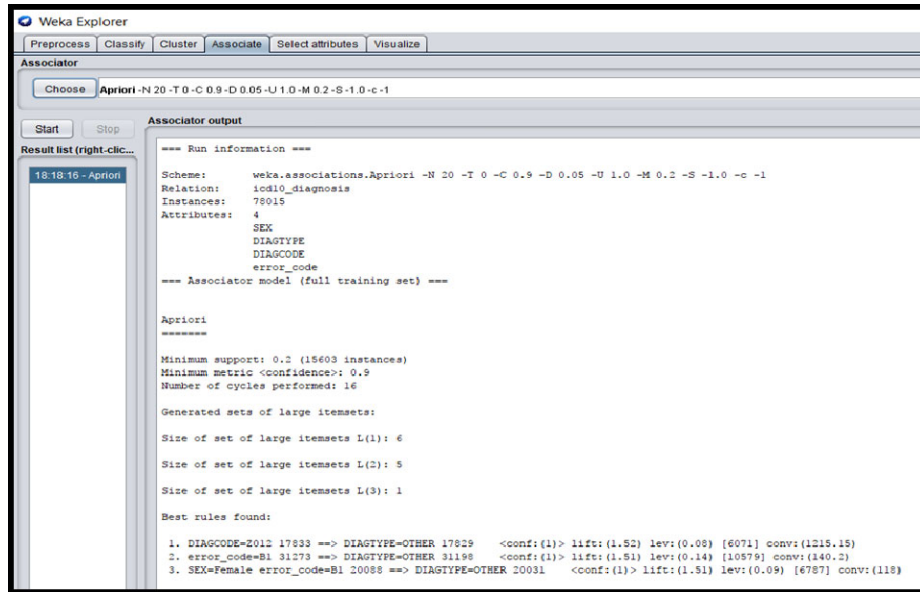 Weka Explorer
Preprocess Classify Cluster Associate Select attributes Visualize
Associator
Choose Apriori -N 20 -T 0 -C 0.9 -D 0.05 -U 1.0 -M 0.2 -S -1.0 -c -1
Start Stop
Associator output
Result list (right-clic...
18:18:16 - Apriori
=== Run information ===
Scheme: weka.associations.Apriori -N 20 -T 0 -C 0.9 -D 0.05 -U 1.0 -M 0.2 -S -1.0 -c -1
Relation: icd10_diagnosis
Instances: 78015
Attributes: 4
SEX
DIAGTYPE
DIAGCODE
error_code
=== Associator model (full training set) ===
Apriori
=======
Minimum support: 0.2 (15603 instances)
Minimum metric <confidence>: 0.9
Number of cycles performed: 16
Generated sets of large itemsets:
Size of set of large itemsets L(1): 6
Size of set of large itemsets L(2): 5
Size of set of large itemsets L(3): 1
Best rules found:
1. DIAGCODE=Z012 17833 ==> DIAGTYPE=OTHER 17829 <conf:(1)> lift:(1.52) lev:(0.08) [6071] conv:(1215.15)
2. error_code=B1 31273 ==> DIAGTYPE=OTHER 31198 <conf:(1)> lift:(1.51) lev:(0.14) [10579] conv:(140.2)
3. SEX=Female error_code=B1 20088 ==> DIAGTYPE=OTHER 20031 <conf:(1)> lift:(1.51) lev:(0.09) [6787] conv:(118)